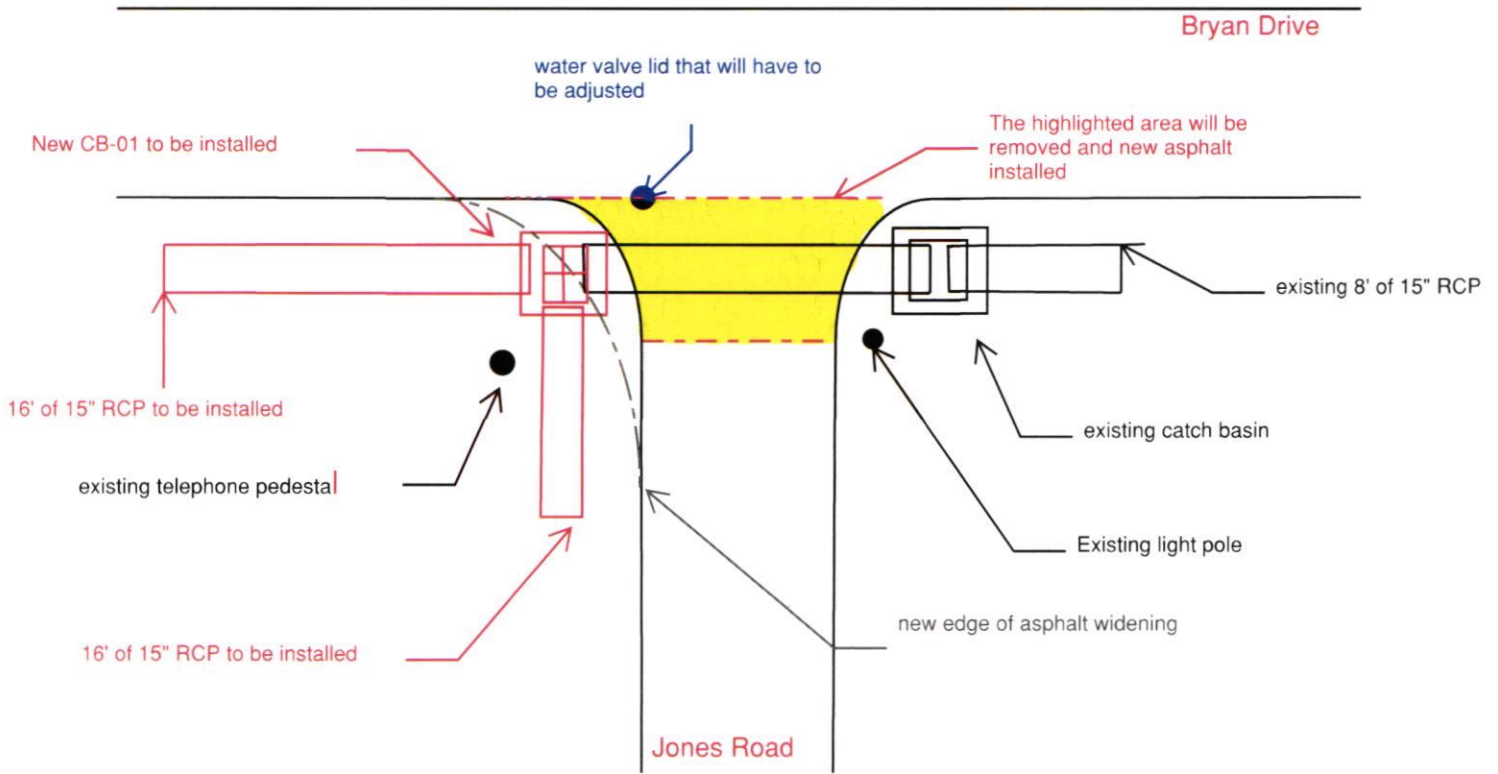 Bryan Drive
water valve lid that will have to
be adjusted
New CB-01 to be installed
The highlighted area will be
removed and new asphalt
installed
existing 8' of 15" RCP
16' of 15" RCP to be installed
existing catch basin
existing telephone pedestal
Existing light pole
new edge of asphalt widening
16' of 15" RCP to be installed
Jones Road